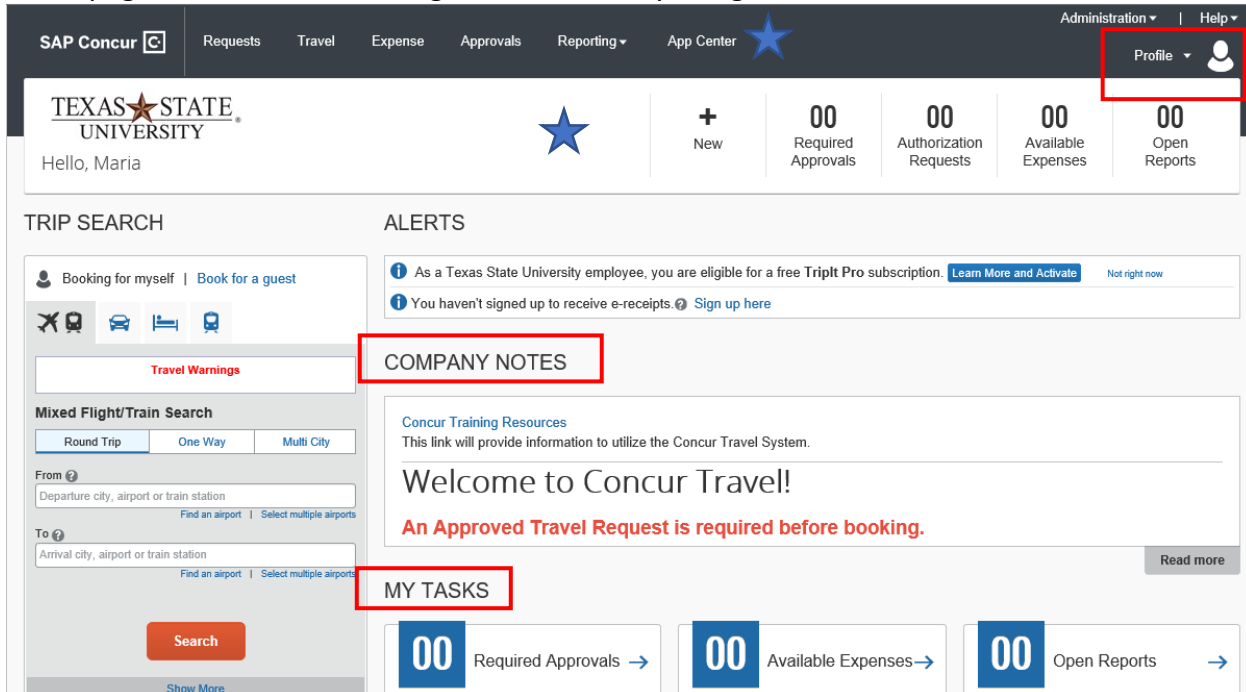 Administration | Help
SAP Concur C Requests Travel Expense Approvals Reporting App Center
Profile
TEXAS STATE
UNIVERSITY
Hello, Maria
+
New
00
Required
Approvals
00
Authorization
Requests
00
Available
Expenses
00
Open
Reports
TRIP SEARCH
Booking for myself | Book for a guest
Travel Warnings
Mixed Flight/Train Search
Round Trip One Way Multi City
From ?
Departure city, airport or train station
Find an airport | Select multiple airports
To ?
Arrival city, airport or train station
Find an airport | Select multiple airports
Search
Show More
ALERTS
As a Texas State University employee, you are eligible for a free TripIt Pro subscription. Learn More and Activate Not right now
You haven't signed up to receive e-receipts. ? Sign up here
COMPANY NOTES
Concur Training Resources
This link will provide information to utilize the Concur Travel System.
Welcome to Concur Travel!
An Approved Travel Request is required before booking.
Read more
MY TASKS
00 Required Approvals →
00 Available Expenses →
00 Open Reports →